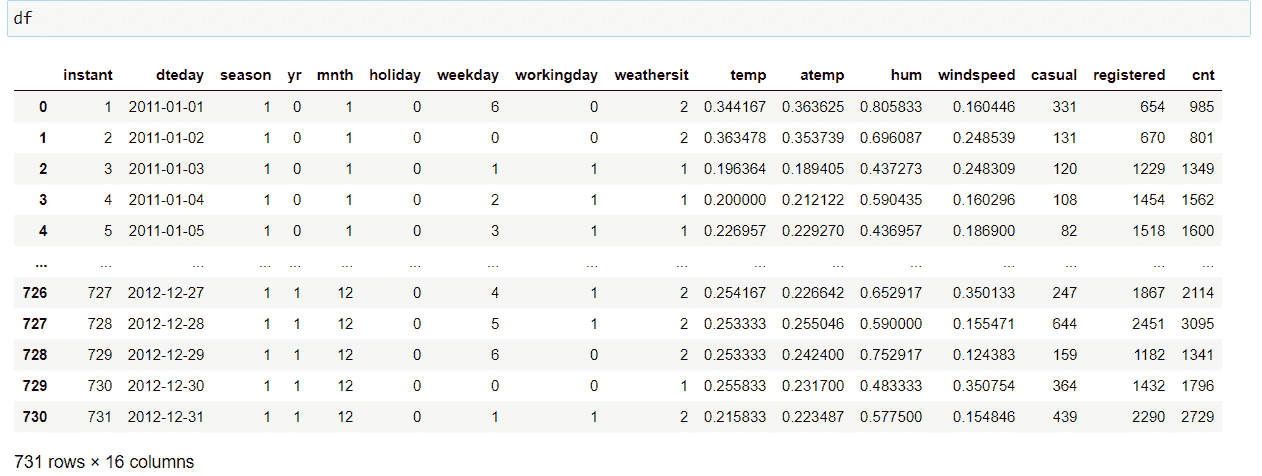 df
instant dteday season yr mnth holiday weekday workingday weathersit temp atemp hum windspeed casual registered cnt
0 1 2011-01-01 1 0 1 0 6 0 2 0.344167 0.363625 0.805833 0.160446 331 654 985
1 2 2011-01-02 1 0 1 0 0 0 2 0.363478 0.353739 0.696087 0.248539 131 670 801
2 3 2011-01-03 1 0 1 0 1 1 1 0.196364 0.189405 0.437273 0.248309 120 1229 1349
3 4 2011-01-04 1 0 1 0 2 1 1 0.200000 0.212122 0.590435 0.160296 108 1454 1562
4 5 2011-01-05 1 0 1 0 3 1 1 0.226957 0.229270 0.436957 0.186900 82 1518 1600
... ... ... ... ... ... ... ... ... ... ... ... ... ... ... ... ...
726 727 2012-12-27 1 1 12 0 4 1 2 0.254167 0.226642 0.652917 0.350133 247 1867 2114
727 728 2012-12-28 1 1 12 0 5 1 2 0.253333 0.255046 0.590000 0.155471 644 2451 3095
728 729 2012-12-29 1 1 12 0 6 0 2 0.253333 0.242400 0.752917 0.124383 159 1182 1341
729 730 2012-12-30 1 1 12 0 0 0 1 0.255833 0.231700 0.483333 0.350754 364 1432 1796
730 731 2012-12-31 1 1 12 0 1 1 2 0.215833 0.223487 0.577500 0.154846 439 2290 2729
731 rows × 16 columns